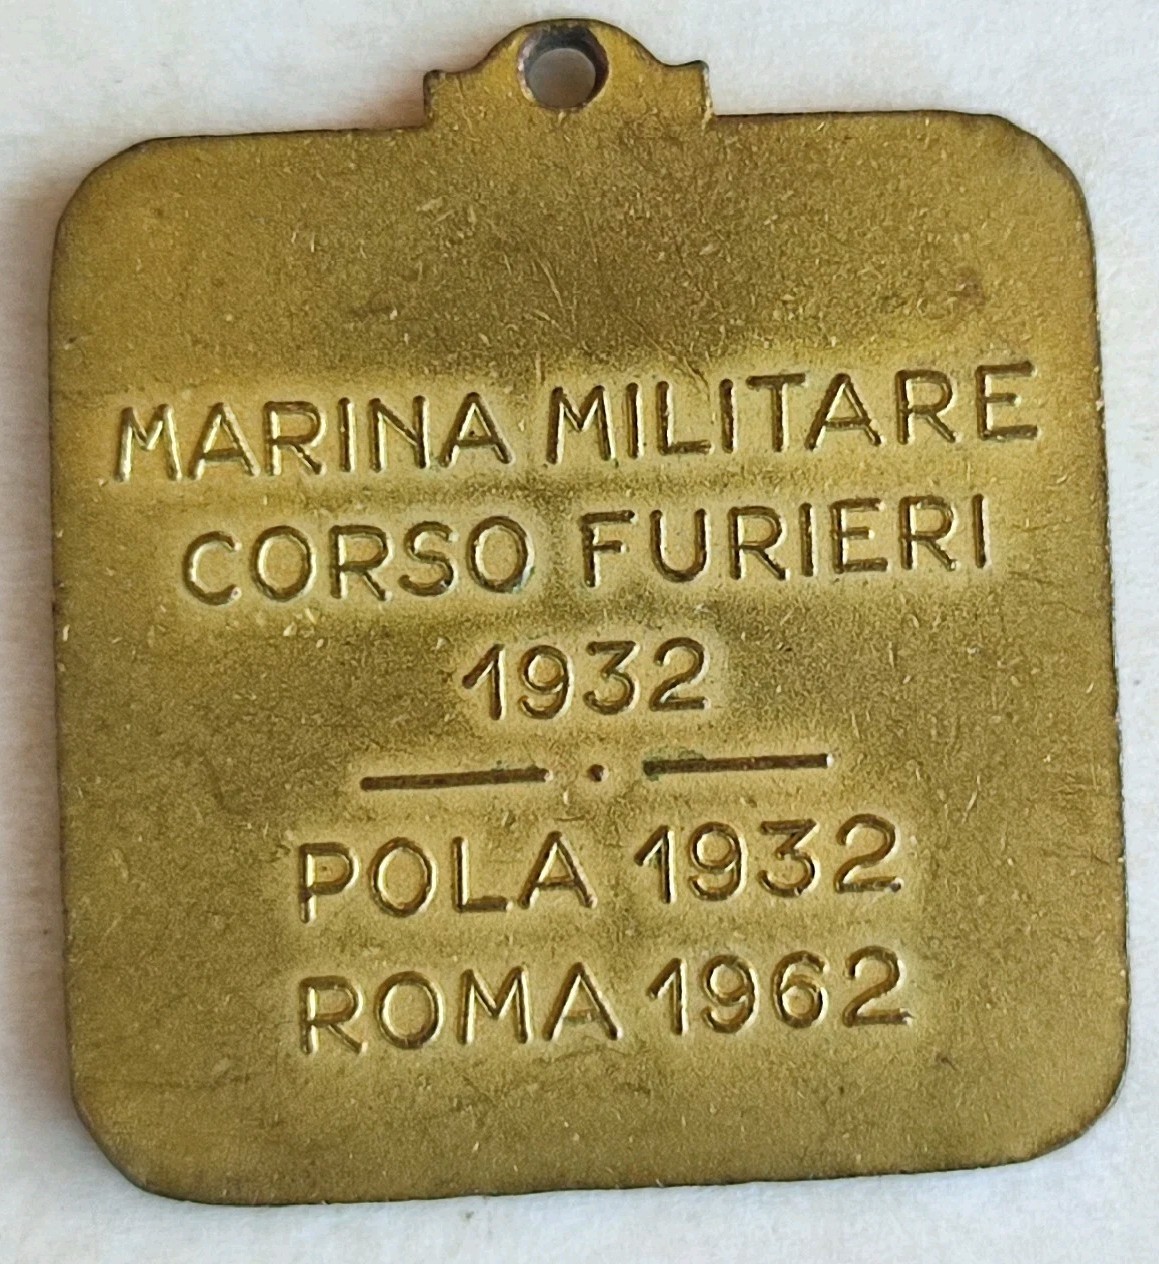 MARINA MILITARE
CORSO FURIERI
1932
POLA 1932
ROMA 1962